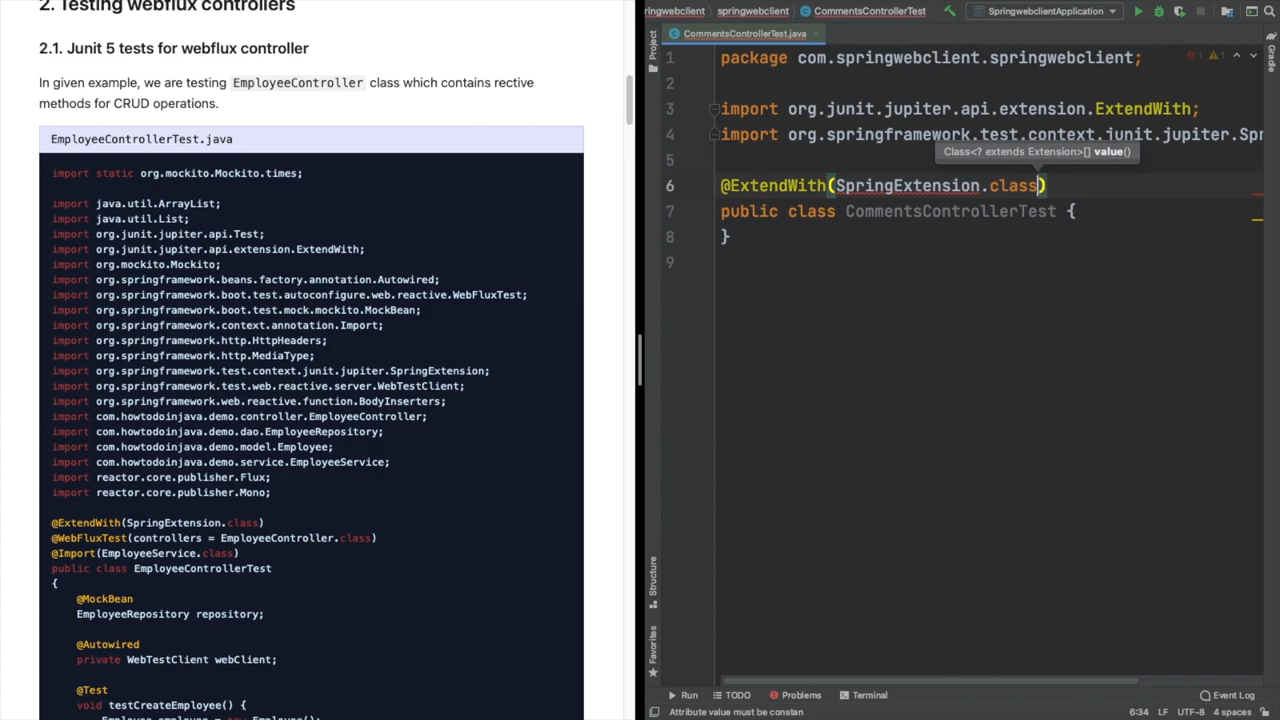 2. Testing webflux controllers
2.1. Junit 5 tests for webflux controller
In given example, we are testing EmployeeController class which contains rective
methods for CRUD operations.
EmployeeControllerTest.java
import static org.mockito.Mockito.times;
import java.util.ArrayList;
import java.util.List;
import org.junit.jupiter.api.Test;
import org.junit.jupiter.api.extension.ExtendWith;
import org.mockito.Mockito;
import org.springframework.beans.factory.annotation.Autowired;
import org.springframework.boot.test.autoconfigure.web.reactive.WebFluxTest;
import org.springframework.boot.test.mock.mockito.MockBean;
import org.springframework.context.annotation.Import;
import org.springframework.http.HttpHeaders;
import org.springframework.http.MediaType;
import org.springframework.test.context.junit.jupiter.SpringExtension;
import org.springframework.test.web.reactive.server.WebTestClient;
import org.springframework.web.reactive.function.BodyInserters;
import com.howtodoinjava.demo.controller.EmployeeController;
import com.howtodoinjava.demo.dao.EmployeeRepository;
import com.howtodoinjava.demo.model.Employee;
import com.howtodoinjava.demo.service.EmployeeService;
import reactor.core.publisher.Flux;
import reactor.core.publisher.Mono;
@ExtendWith(SpringExtension.class)
@WebFluxTest(controllers = EmployeeController.class)
@Import(EmployeeService.class)
public class EmployeeControllerTest
{
@MockBean
EmployeeRepository repository;
@Autowired
private WebTestClient webClient;
@Test
void testCreateEmployee() {
Employee employee = new Employee();
ringwebclient springwebclient CommentsControllerTest SpringwebclientApplication
CommentsControllerTest.java
Project
Gradle
1 package com.springwebclient.springwebclient; 1 1
2
3 import org.junit.jupiter.api.extension.ExtendWith;
4 import org.springframework.test.context.junit.jupiter.Spr
Class<? extends Extension>[] value()
5
6 @ExtendWith(SpringExtension.class)
7 public class CommentsControllerTest {
8 }
9
Structure
Favorites
Run TODO Problems Terminal Event Log
Attribute value must be constan 6:34 LF UTF-8 4 spaces